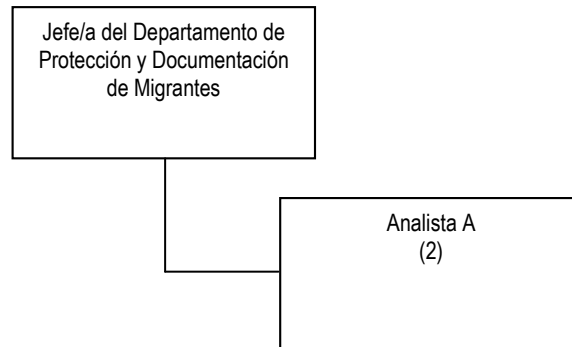 Jefe/a del Departamento de
Protección y Documentación
de Migrantes
Analista A
(2)